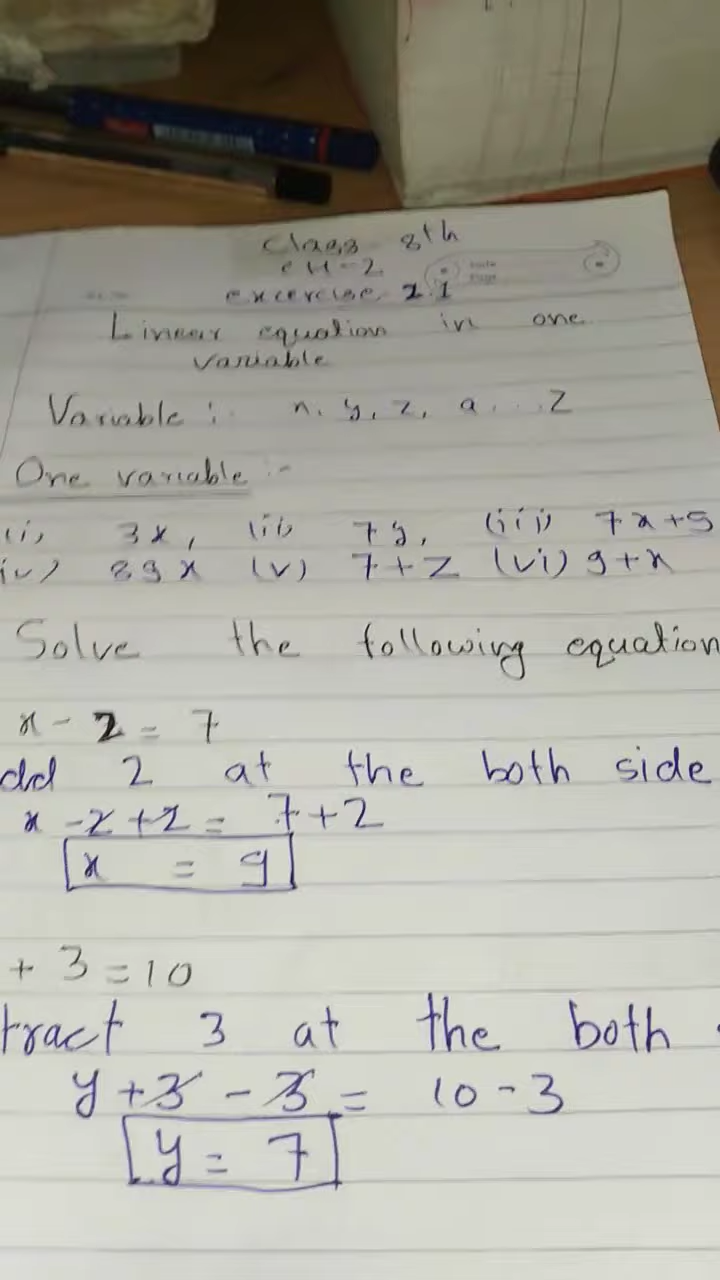 Class 8th
CH-2
excercise 2.1
Linear equation in one
variable
Variable :- x, y, z, a...Z
One variable :-
(i) 3x, (ii) 7y, (iii) 7x+5
iv) 89x (v) 7+z (vi) 9+x
Solve the following equation
x - 2 = 7
dd 2 at the both side
x - 2 + 2 = 7 + 2
x = 9
+ 3 = 10
tract 3 at the both
y + 3 - 3 = 10 - 3
y = 7